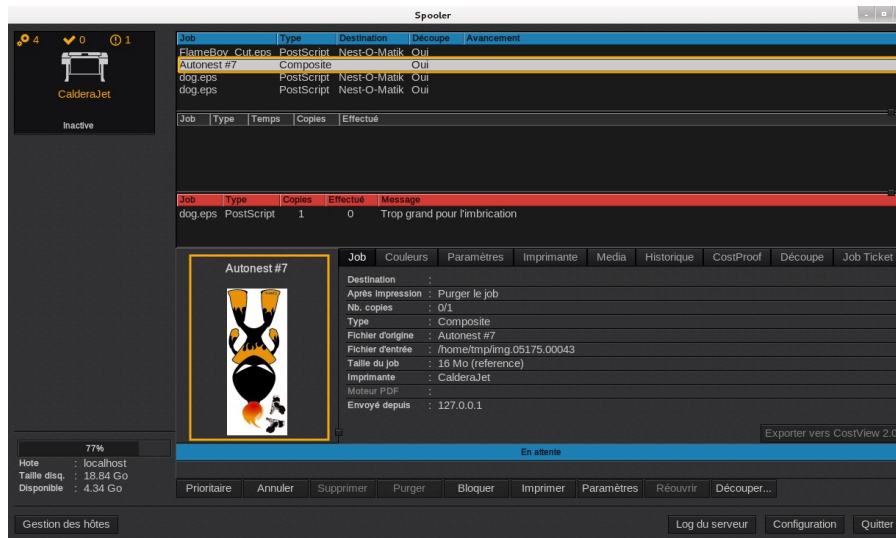 Spooler
4 0 1
CalderaJet
Inactive
Job Type Destination Découpe Avancement
FlameBoy_Cut.eps PostScript Nest-O-Matik Oui
Autonest #7 Composite Oui
dog.eps PostScript Nest-O-Matik Oui
dog.eps PostScript Nest-O-Matik Oui
Job Type Temps Copies Effectué
Job Type Copies Effectué Message
dog.eps PostScript 1 0 Trop grand pour l'imbrication
Autonest #7
Job Couleurs Paramètres Imprimante Media Historique CostProof Découpe Job Ticket
Destination :
Après impression : Purger le job
Nb. copies : 0/1
Type : Composite
Fichier d'origine : Autonest #7
Fichier d'entrée : /home/tmp/img.05175.00043
Taille du job : 16 Mo (reference)
Imprimante : CalderaJet
Moteur PDF :
Envoyé depuis : 127.0.0.1
Exporter vers CostView 2.0
En attente
77%
Hote : localhost
Taille disq. : 18.84 Go
Disponible : 4.34 Go
Prioritaire Annuler Supprimer Purger Bloquer Imprimer Paramètres Réouvrir Découper...
Gestion des hôtes Log du serveur Configuration Quitter